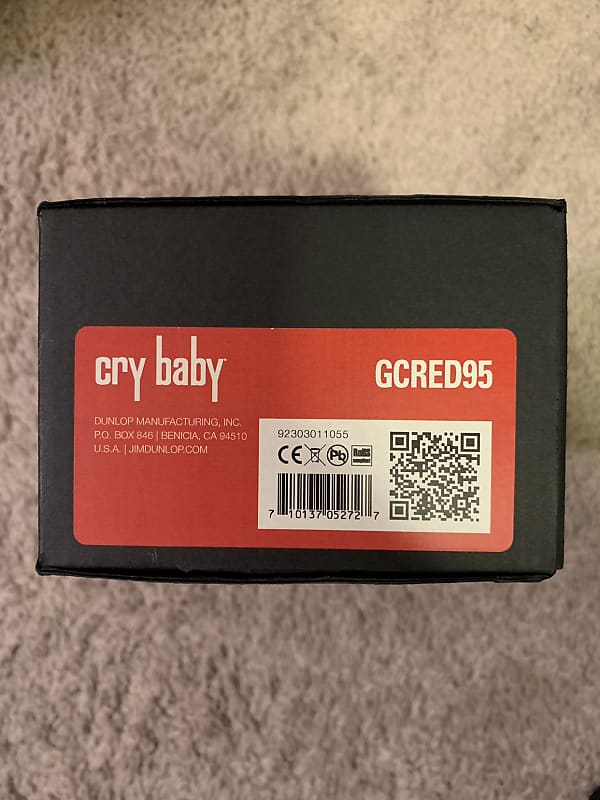 cry baby
GCRED95
DUNLOP MANUFACTURING, INC.
P.O. BOX 846 | BENICIA, CA 94510
U.S.A. | JIMDUNLOP.COM
92303011055
CE Pb RoHS
7 10137 05272 7